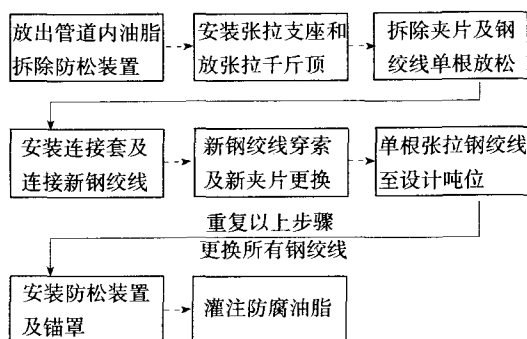 放出管道内油脂
拆除防松装置
安装张拉支座和
放张拉千斤顶
拆除夹片及钢
绞线单根放松
安装连接套及
连接新钢绞线
新钢绞线穿索
及新夹片更换
单根张拉钢绞线
至设计吨位
重复以上步骤
更换所有钢绞线
安装防松装置
及锚罩
灌注防腐油脂